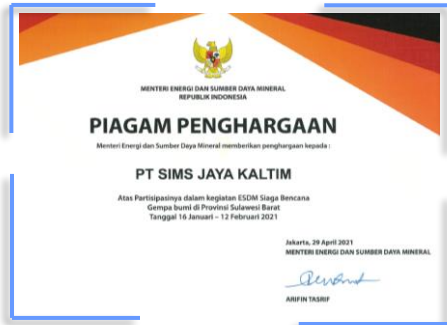 MENTERI ENERGI DAN SUMBER DAYA MINERAL
REPUBLIK INDONESIA
PIAGAM PENGHARGAAN
Menteri Energi dan Sumber Daya Mineral memberikan penghargaan kepada :
PT SIMS JAYA KALTIM
Atas Partisipasinya dalam kegiatan ESDM Siaga Bencana
Gempa bumi di Provinsi Sulawesi Barat
Tanggal 16 Januari – 12 Februari 2021
Jakarta, 29 April 2021
MENTERI ENERGI DAN SUMBER DAYA MINERAL
ARIFIN TASRIF